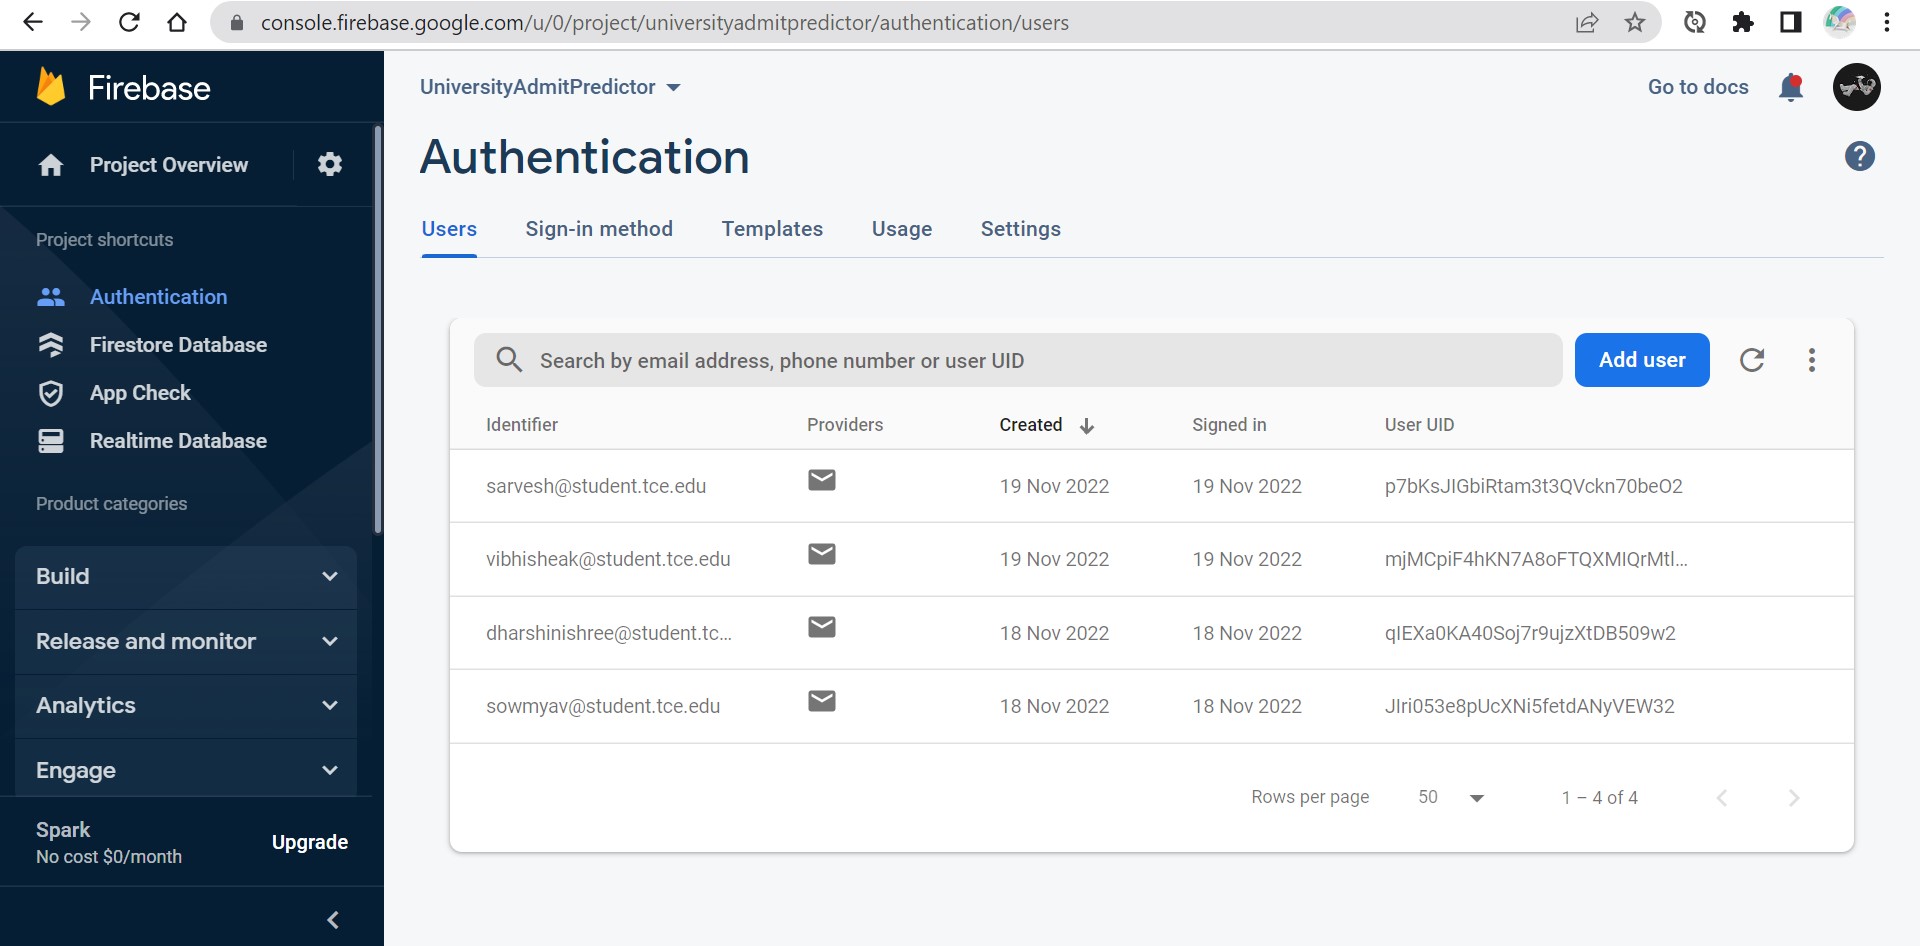 console.firebase.google.com/u/0/project/universityadmitpredictor/authentication/users
Firebase
Project Overview
Project shortcuts
Authentication
Firestore Database
App Check
Realtime Database
Product categories
Build
Release and monitor
Analytics
Engage
Spark
No cost $0/month
Upgrade
UniversityAdmitPredictor
Go to docs
Authentication
Users Sign-in method Templates Usage Settings
Search by email address, phone number or user UID
Add user
Identifier Providers Created Signed in User UID
sarvesh@student.tce.edu 19 Nov 2022 19 Nov 2022 p7bKsJIGbiRtam3t3QVckn70beO2
vibhisheak@student.tce.edu 19 Nov 2022 19 Nov 2022 mjMCpiF4hKN7A8oFTQXMIQrMtl...
dharshinishree@student.tc... 18 Nov 2022 18 Nov 2022 qIEXa0KA40Soj7r9ujzXtDB509w2
sowmyav@student.tce.edu 18 Nov 2022 18 Nov 2022 JIri053e8pUcXNi5fetdANyVEW32
Rows per page 50 1 – 4 of 4